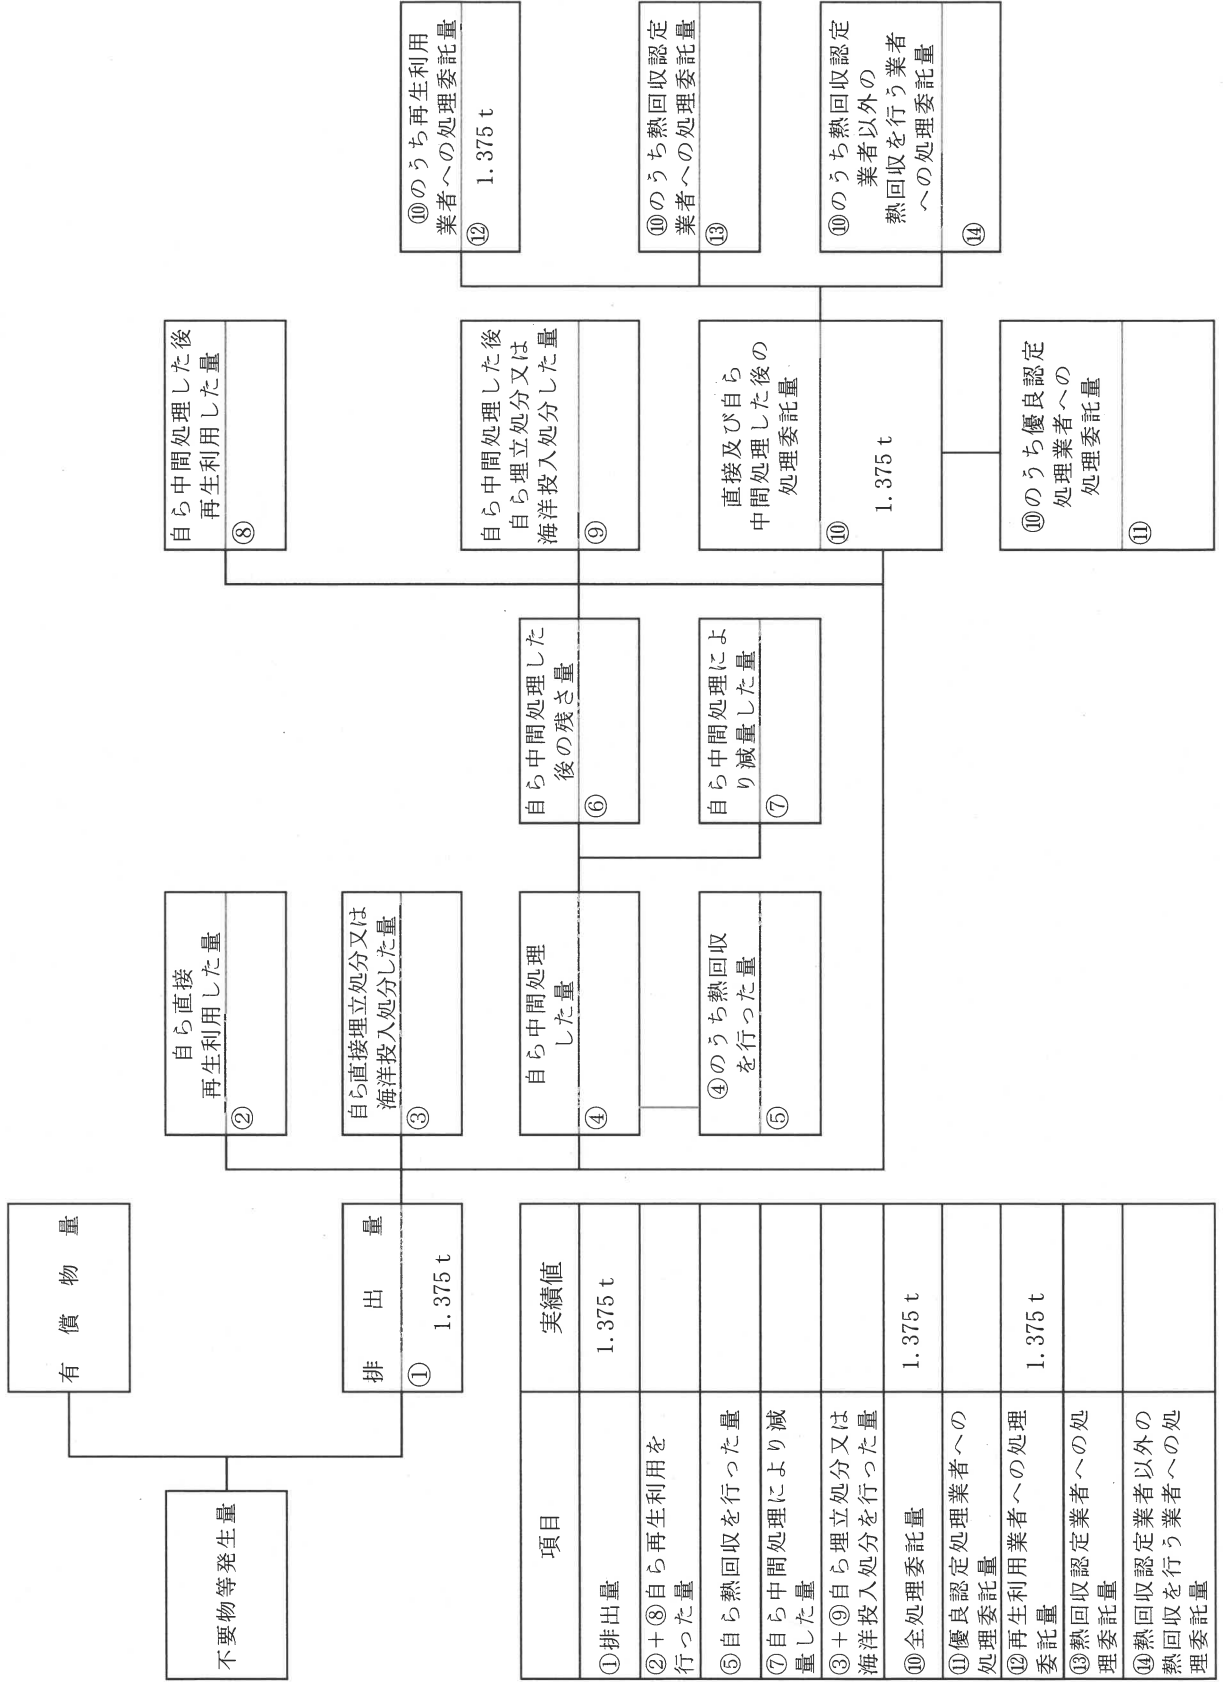 不要物等発生量
有償物量
排出量
①
1.375t
自ら直接
再生利用した量
②
自ら直接埋立処分又は
海洋投入処分した量
③
自ら中間処理
した量
④
④のうち熱回収
を行った量
⑤
自ら中間処理した
後の残さ量
⑥
自ら中間処理によ
り減量した量
⑦
自ら中間処理した後
再生利用した量
⑧
自ら中間処理した後
自ら埋立処分又は
海洋投入処分した量
⑨
直接及び自ら
中間処理した後の
処理委託量
⑩
1.375t
⑩のうち優良認定
処理業者への
処理委託量
⑪
⑩のうち再生利用
業者への処理委託量
⑫
1.375t
⑩のうち熱回収認定
業者への処理委託量
⑬
⑩のうち熱回収認定
業者以外の
熱回収を行う業者
への処理委託量
⑭
項目 実績値
①排出量 1.375t
②+⑧自ら再生利用を
行った量
⑤自ら熱回収を行った量
⑦自ら中間処理により減
量した量
③+⑨自ら埋立処分又は
海洋投入処分を行った量
⑩全処理委託量 1.375t
⑪優良認定処理業者への
処理委託量
⑫再生利用業者への処理
委託量 1.375t
⑬熱回収認定業者への処
理委託量
⑭熱回収認定業者以外の
熱回収を行う業者への処
理委託量